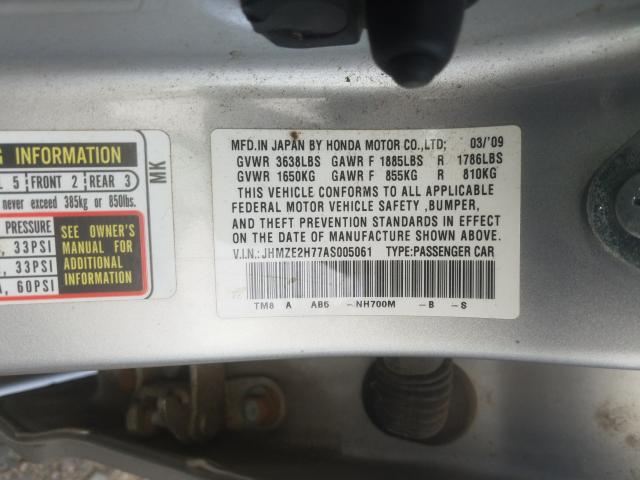 G INFORMATION
L 5 FRONT 2 REAR 3
never exceed 385kg or 850lbs.
PRESSURE
33PSI
, 33PSI
A, 60PSI
SEE OWNER'S
MANUAL FOR
ADDITIONAL
INFORMATION
MK
MFD.IN JAPAN BY HONDA MOTOR CO.,LTD; 03/'09
GVWR 3638LBS GAWR F 1885LBS R 1786LBS
GVWR 1650KG GAWR F 855KG R 810KG
THIS VEHICLE CONFORMS TO ALL APPLICABLE
FEDERAL MOTOR VEHICLE SAFETY ,BUMPER,
AND THEFT PREVENTION STANDARDS IN EFFECT
ON THE DATE OF MANUFACTURE SHOWN ABOVE.
V.I.N.: JHMZE2H77AS005061 TYPE:PASSENGER CAR
TM8 A AB5 -NH700M -B -S